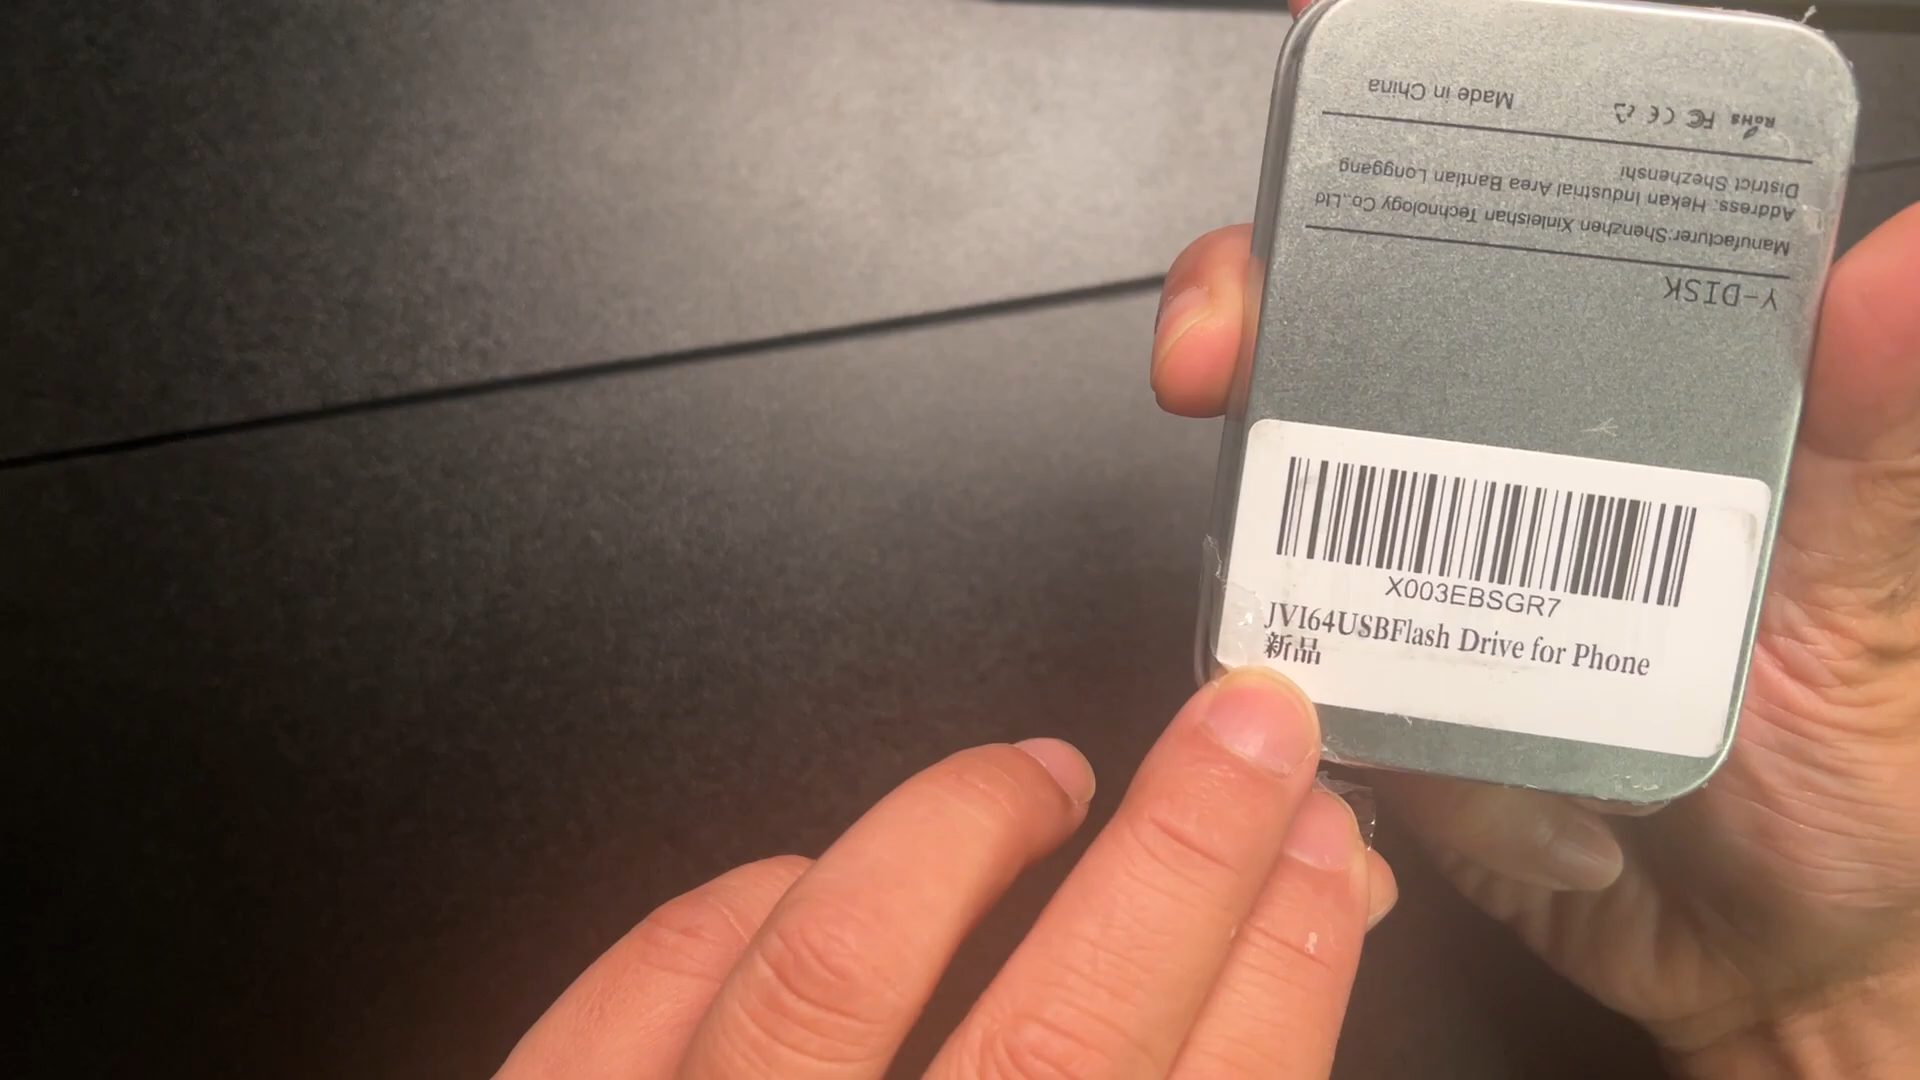 Y-DISK
Manufacturer:Shenzhen Xinleishan Technology Co.,Ltd
Address: Hekan Industrial Area Bantian Longgang
District Shezhenshi
RoHS FC CE Made in China
X003EBSGR7
JVI64USBFlash Drive for Phone
新品